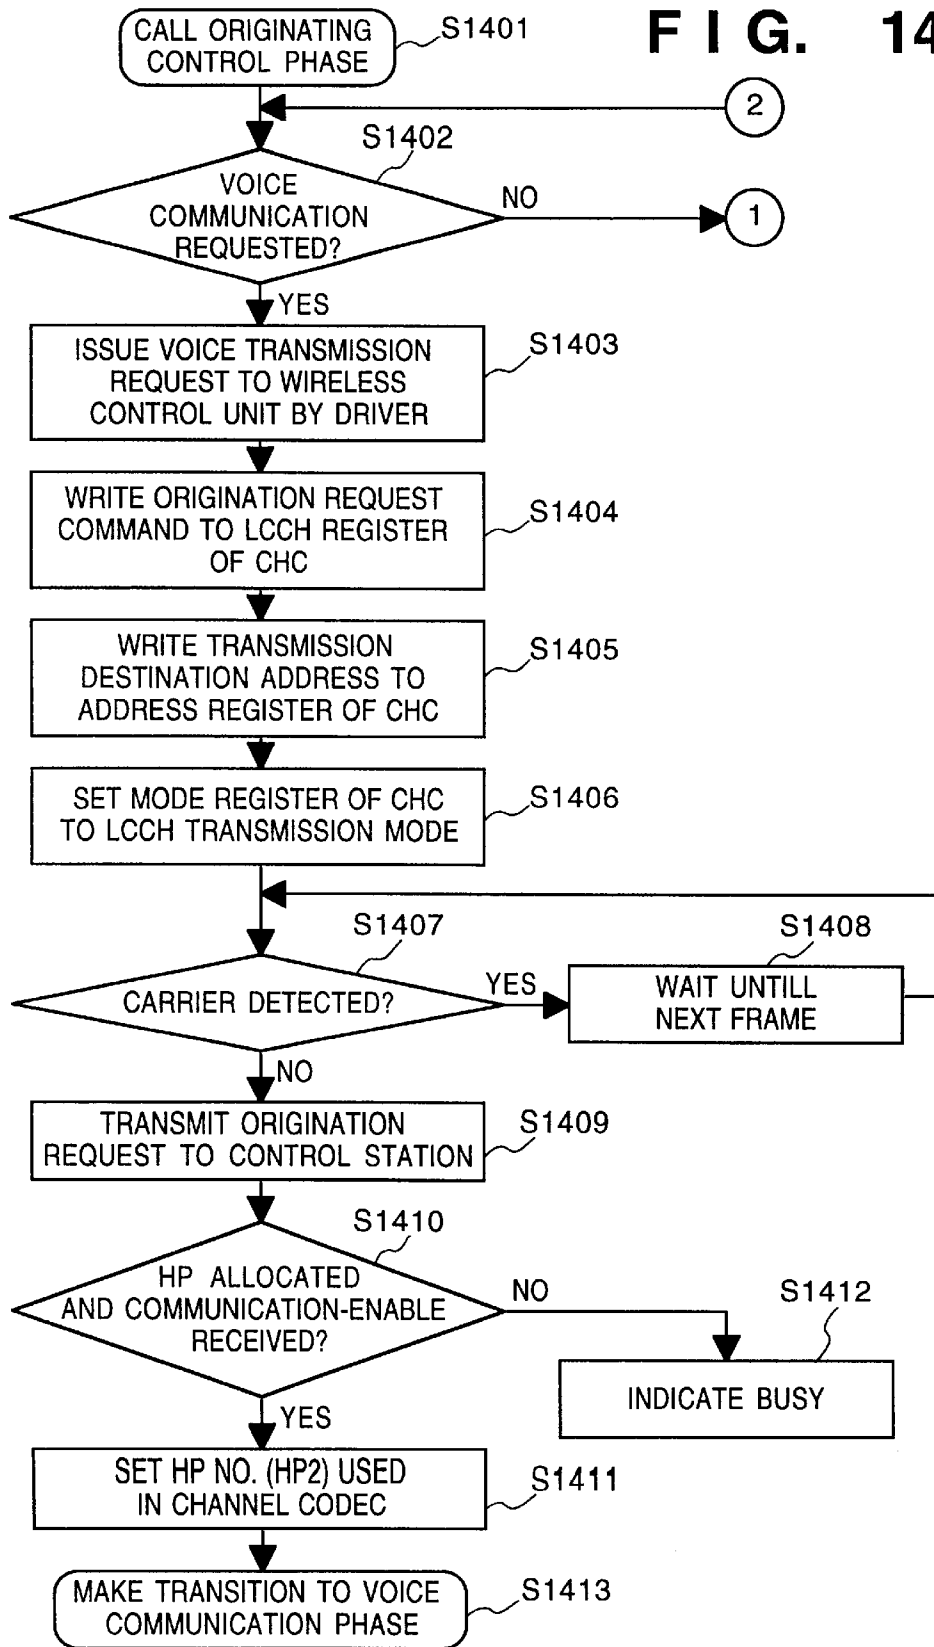 FIG. 14
CALL ORIGINATING
CONTROL PHASE
S1401
2
S1402
VOICE
COMMUNICATION
REQUESTED?
NO
1
YES
ISSUE VOICE TRANSMISSION
REQUEST TO WIRELESS
CONTROL UNIT BY DRIVER
S1403
WRITE ORIGINATION REQUEST
COMMAND TO LCCH REGISTER
OF CHC
S1404
WRITE TRANSMISSION
DESTINATION ADDRESS TO
ADDRESS REGISTER OF CHC
S1405
SET MODE REGISTER OF CHC
TO LCCH TRANSMISSION MODE
S1406
S1407
CARRIER DETECTED?
YES
S1408
WAIT UNTILL
NEXT FRAME
NO
TRANSMIT ORIGINATION
REQUEST TO CONTROL STATION
S1409
S1410
HP ALLOCATED
AND COMMUNICATION-ENABLE
RECEIVED?
NO
S1412
INDICATE BUSY
YES
SET HP NO. (HP2) USED
IN CHANNEL CODEC
S1411
MAKE TRANSITION TO VOICE
COMMUNICATION PHASE
S1413